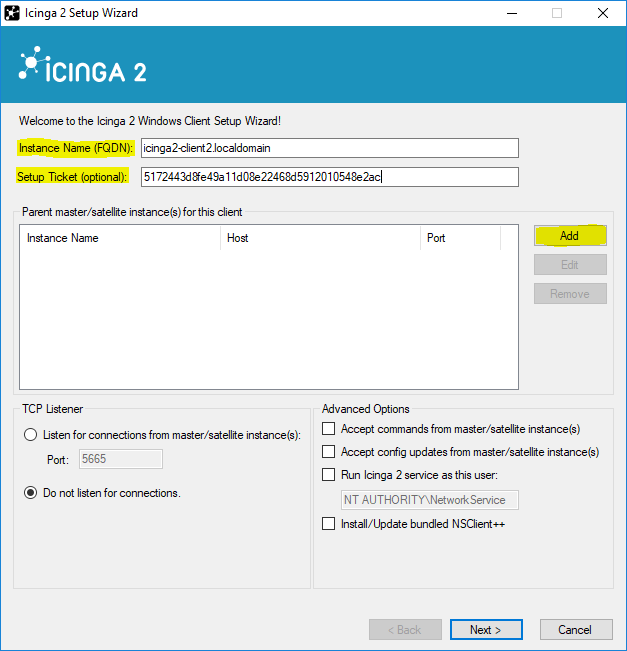 Icinga 2 Setup Wizard
ICINGA 2
Welcome to the Icinga 2 Windows Client Setup Wizard!
Instance Name (FQDN): icinga2-client2.localdomain
Setup Ticket (optional): 5172443d8fe49a11d08e22468d5912010548e2ac
Parent master/satellite instance(s) for this client
Instance Name Host Port
Add
Edit
Remove
TCP Listener
Listen for connections from master/satellite instance(s):
Port: 5665
Do not listen for connections.
Advanced Options
Accept commands from master/satellite instance(s)
Accept config updates from master/satellite instance(s)
Run Icinga 2 service as this user:
NT AUTHORITY\NetworkService
Install/Update bundled NSClient++
< Back Next > Cancel